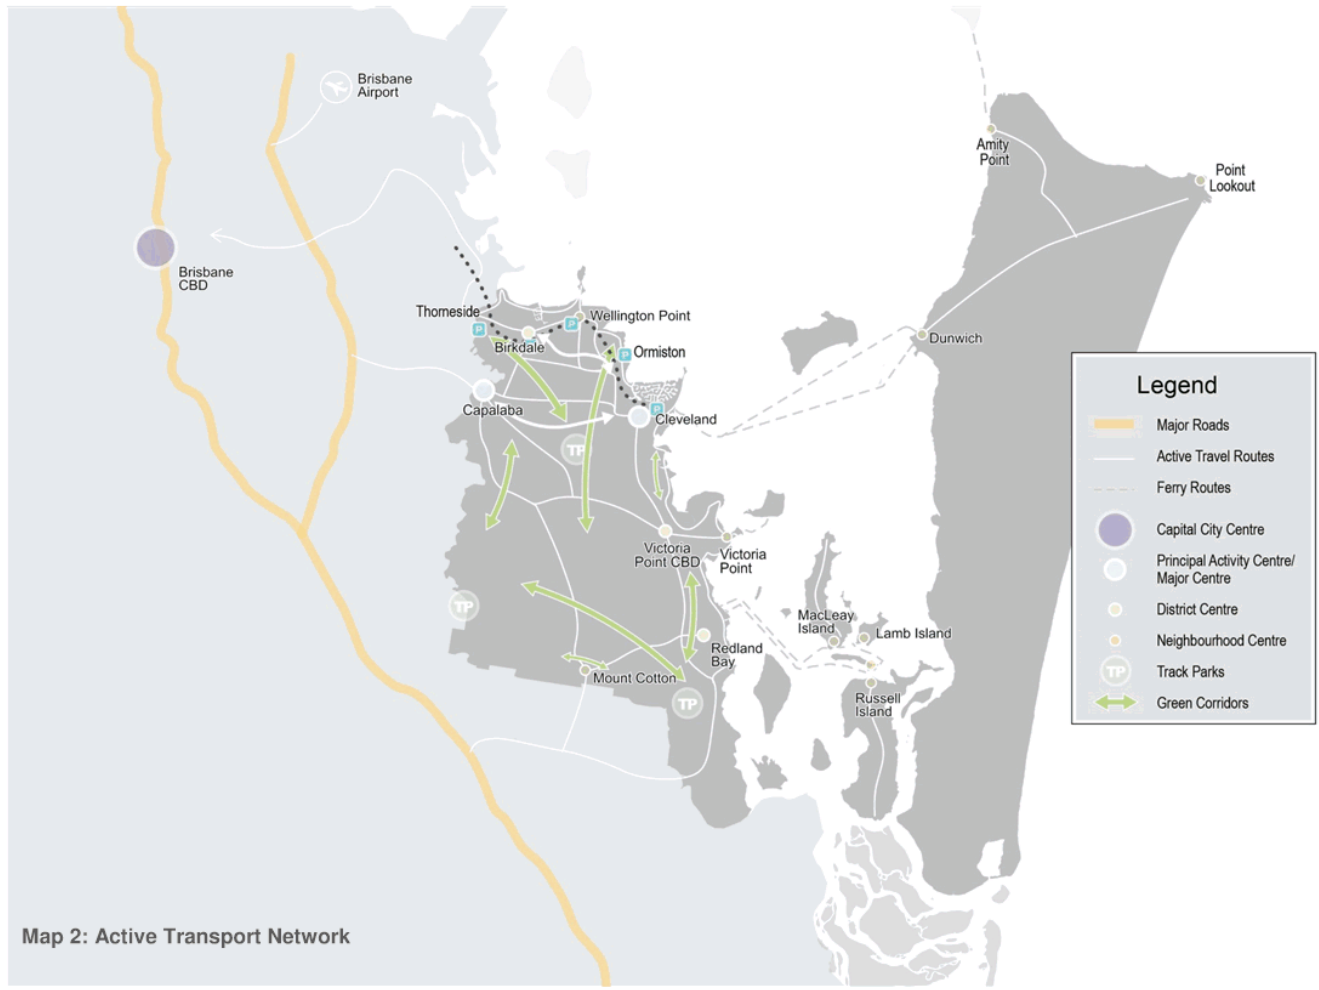 Brisbane
Airport
Amity
Point
Point
Lookout
Brisbane
CBD
Thorneside
P
P
Wellington Point
Birkdale
P
Ormiston
Dunwich
Capalaba
P
Cleveland
TP
Victoria
Point CBD
Victoria
Point
TP
MacLeay
Island
Lamb Island
Redland
Bay
Mount Cotton
TP
Russell
Island
Legend
Major Roads
Active Travel Routes
Ferry Routes
Capital City Centre
Principal Activity Centre/
Major Centre
District Centre
Neighbourhood Centre
TP
Track Parks
Green Corridors
Map 2: Active Transport Network